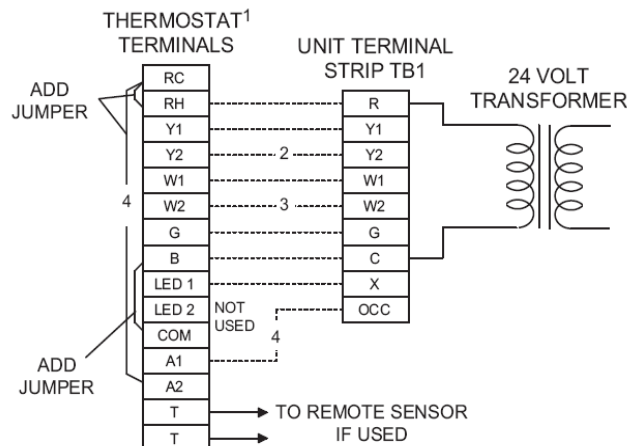 THERMOSTAT1
TERMINALS
UNIT TERMINAL
STRIP TB1
24 VOLT
TRANSFORMER
ADD
JUMPER
RC
RH
Y1
Y2
W1
W2
G
B
LED 1
LED 2
COM
A1
A2
T
T
4
2
3
NOT
USED
4
R
Y1
Y2
W1
W2
G
C
X
OCC
ADD
JUMPER
TO REMOTE SENSOR
IF USED